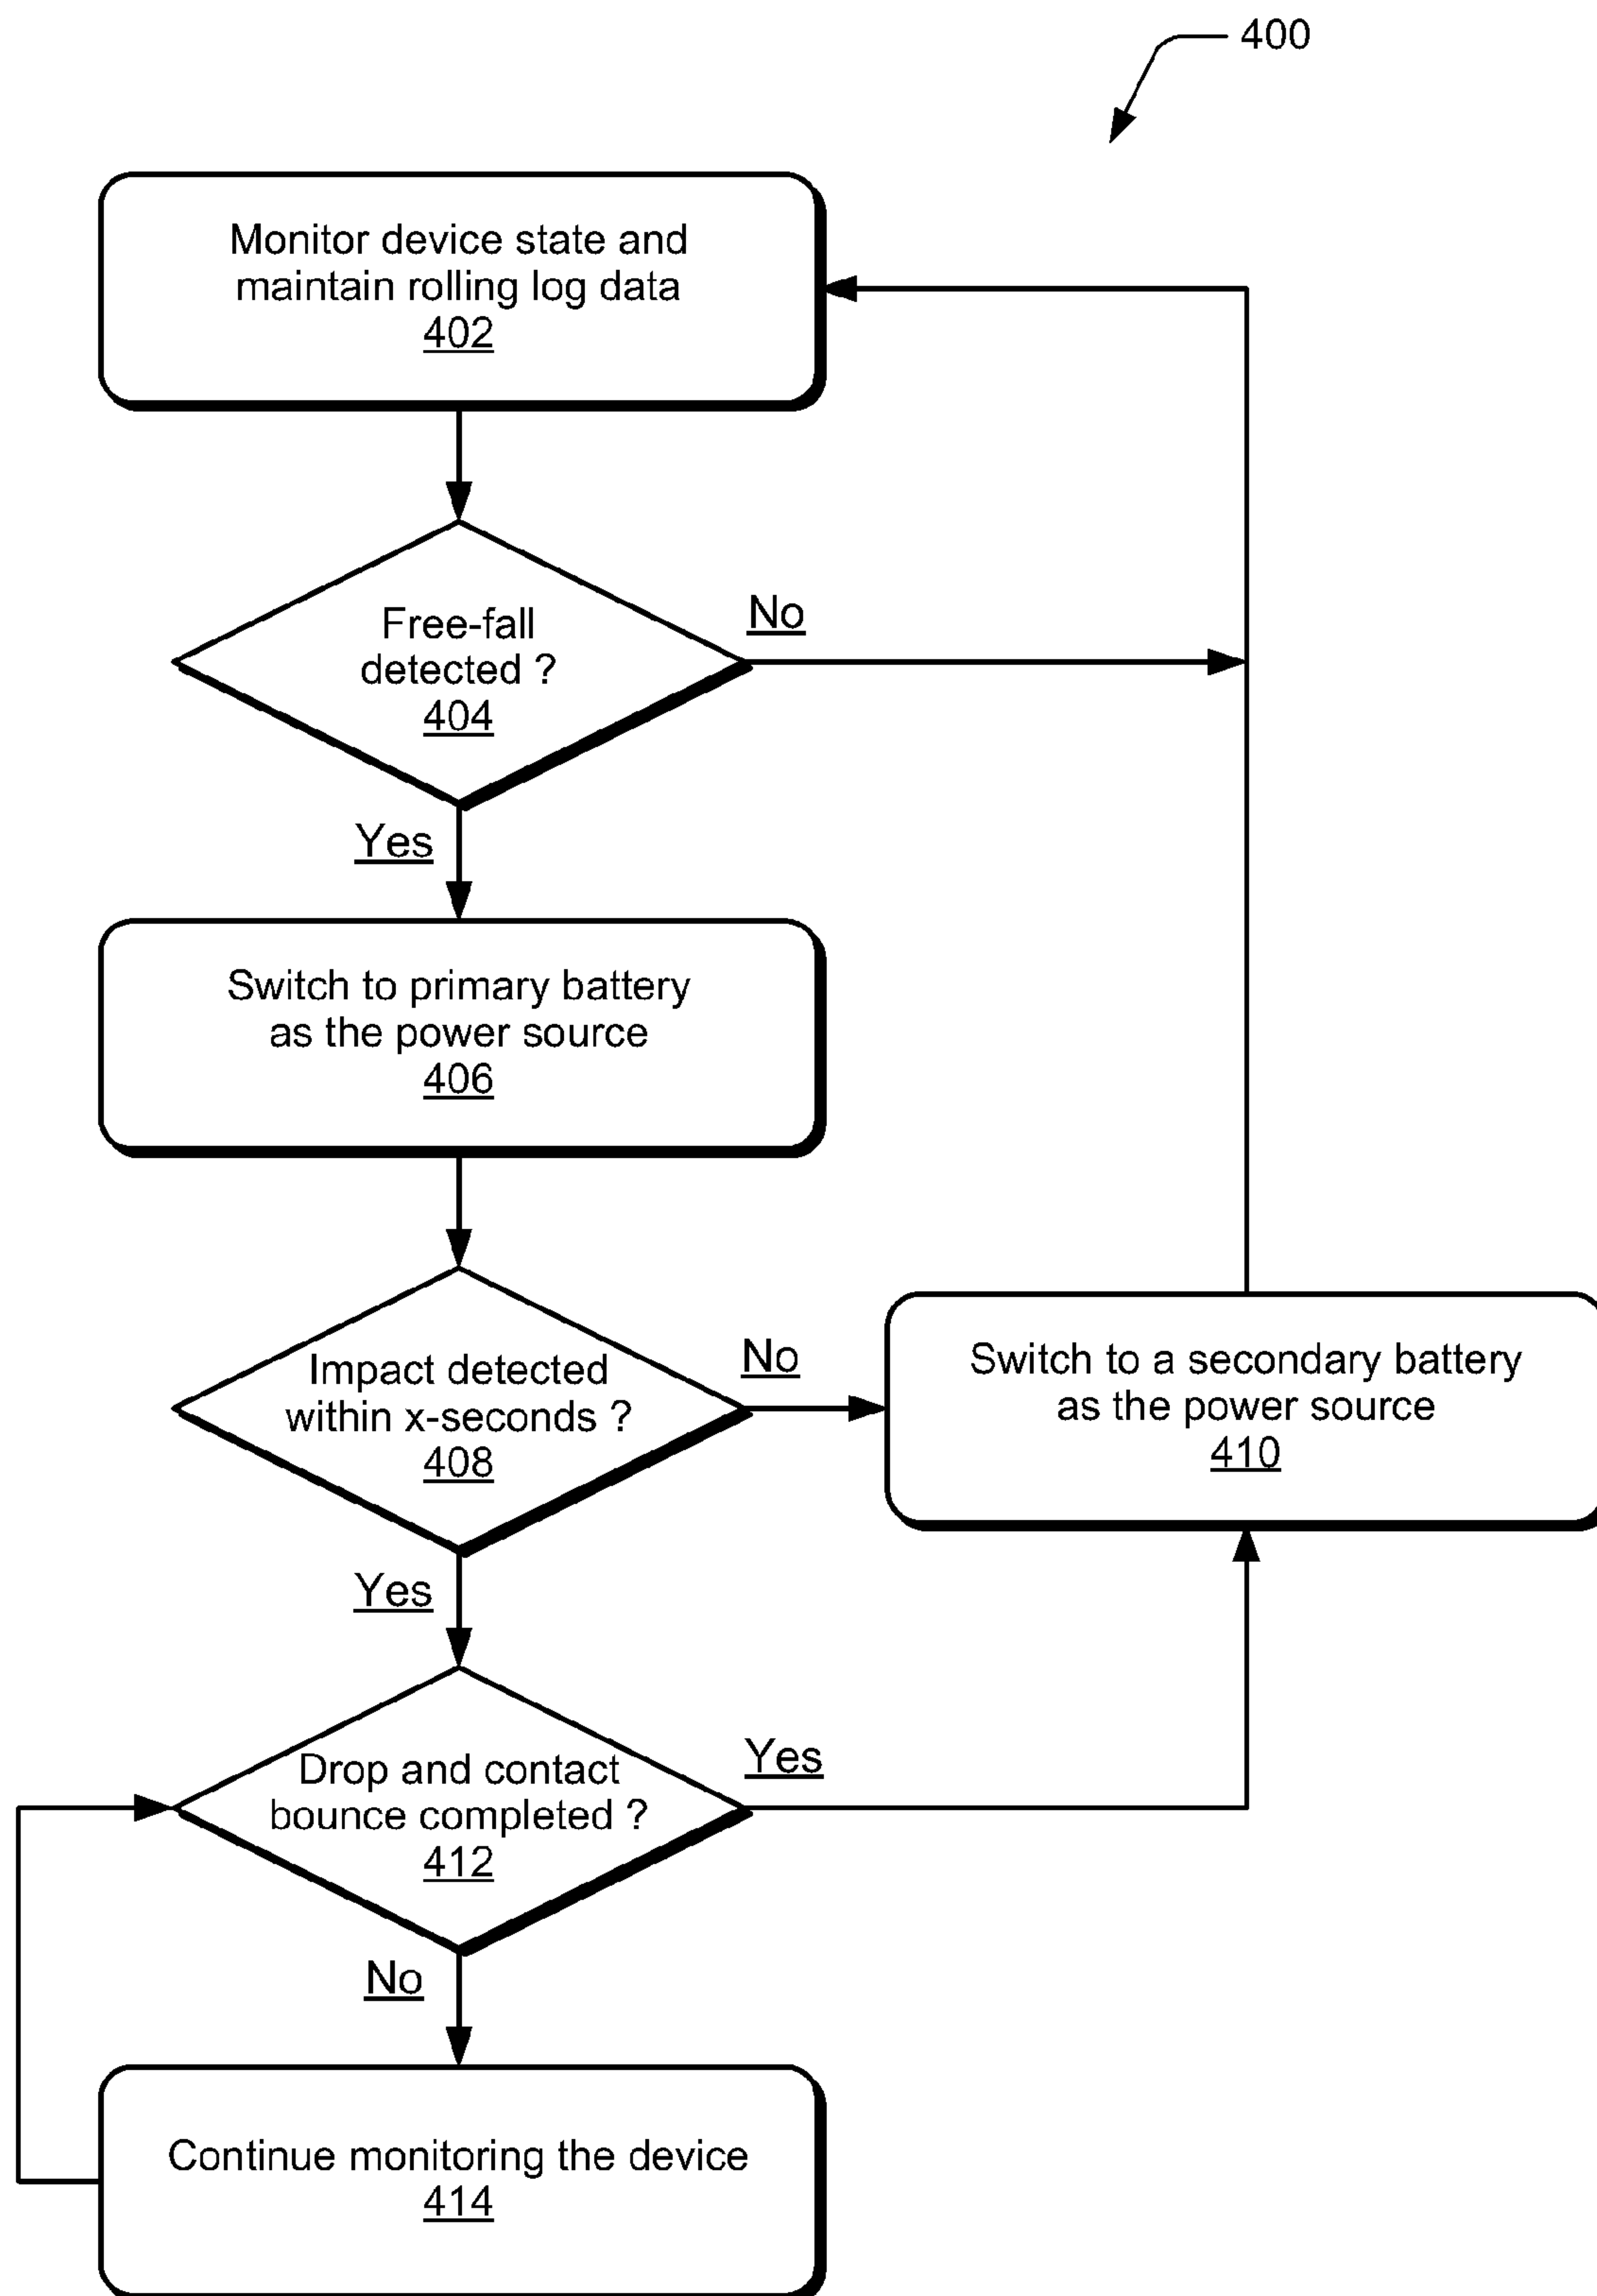 400
Monitor device state and
maintain rolling log data
402
Free-fall
detected ?
404
No
Yes
Switch to primary battery
as the power source
406
Impact detected
within x-seconds ?
408
No
Switch to a secondary battery
as the power source
410
Yes
Drop and contact
bounce completed ?
412
Yes
No
Continue monitoring the device
414